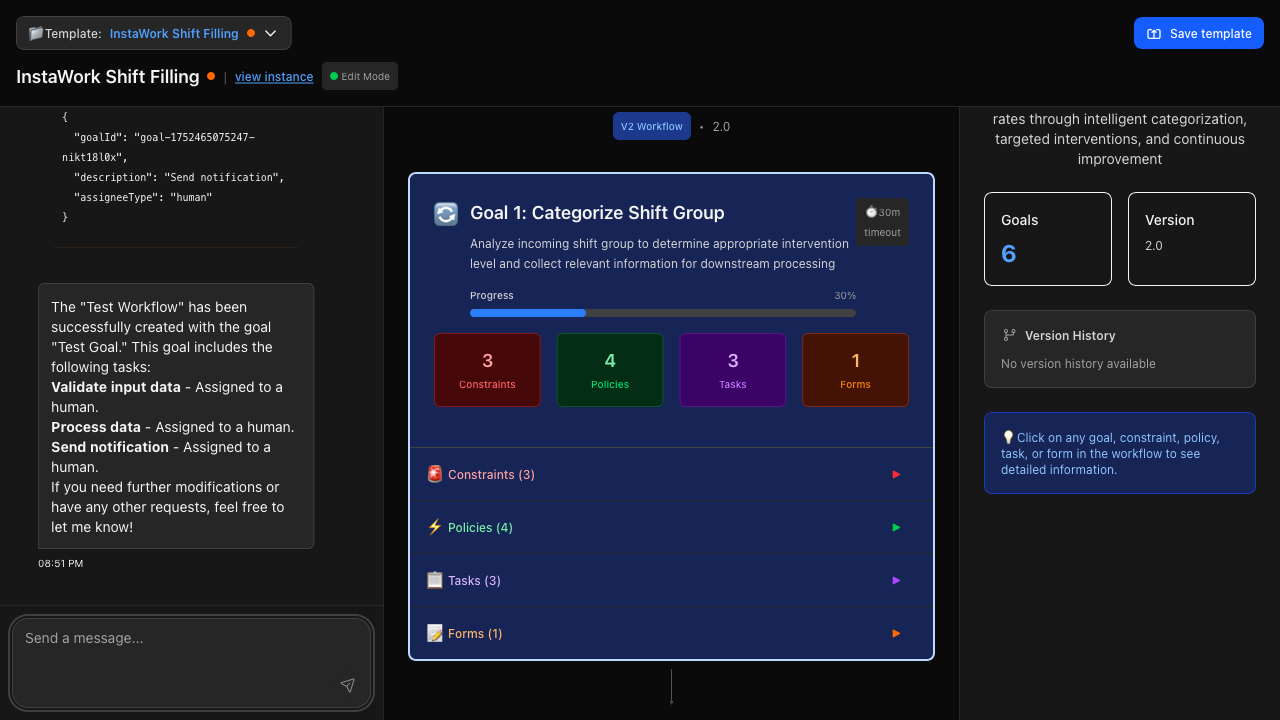 Template: InstaWork Shift Filling
Save template
InstaWork Shift Filling | view instance Edit Mode
{
"goalId": "goal-1752465075247-
nikt18l0x",
"description": "Send notification",
"assigneeType": "human"
}
The "Test Workflow" has been
successfully created with the goal
"Test Goal." This goal includes the
following tasks:
Validate input data - Assigned to a
human.
Process data - Assigned to a human.
Send notification - Assigned to a
human.
If you need further modifications or
have any other requests, feel free to
let me know!
08:51 PM
Send a message...
V2 Workflow • 2.0
Goal 1: Categorize Shift Group
30m
timeout
Analyze incoming shift group to determine appropriate intervention
level and collect relevant information for downstream processing
Progress 30%
3
Constraints
4
Policies
3
Tasks
1
Forms
Constraints (3)
Policies (4)
Tasks (3)
Forms (1)
rates through intelligent categorization,
targeted interventions, and continuous
improvement
Goals
6
Version
2.0
Version History
No version history available
Click on any goal, constraint, policy,
task, or form in the workflow to see
detailed information.